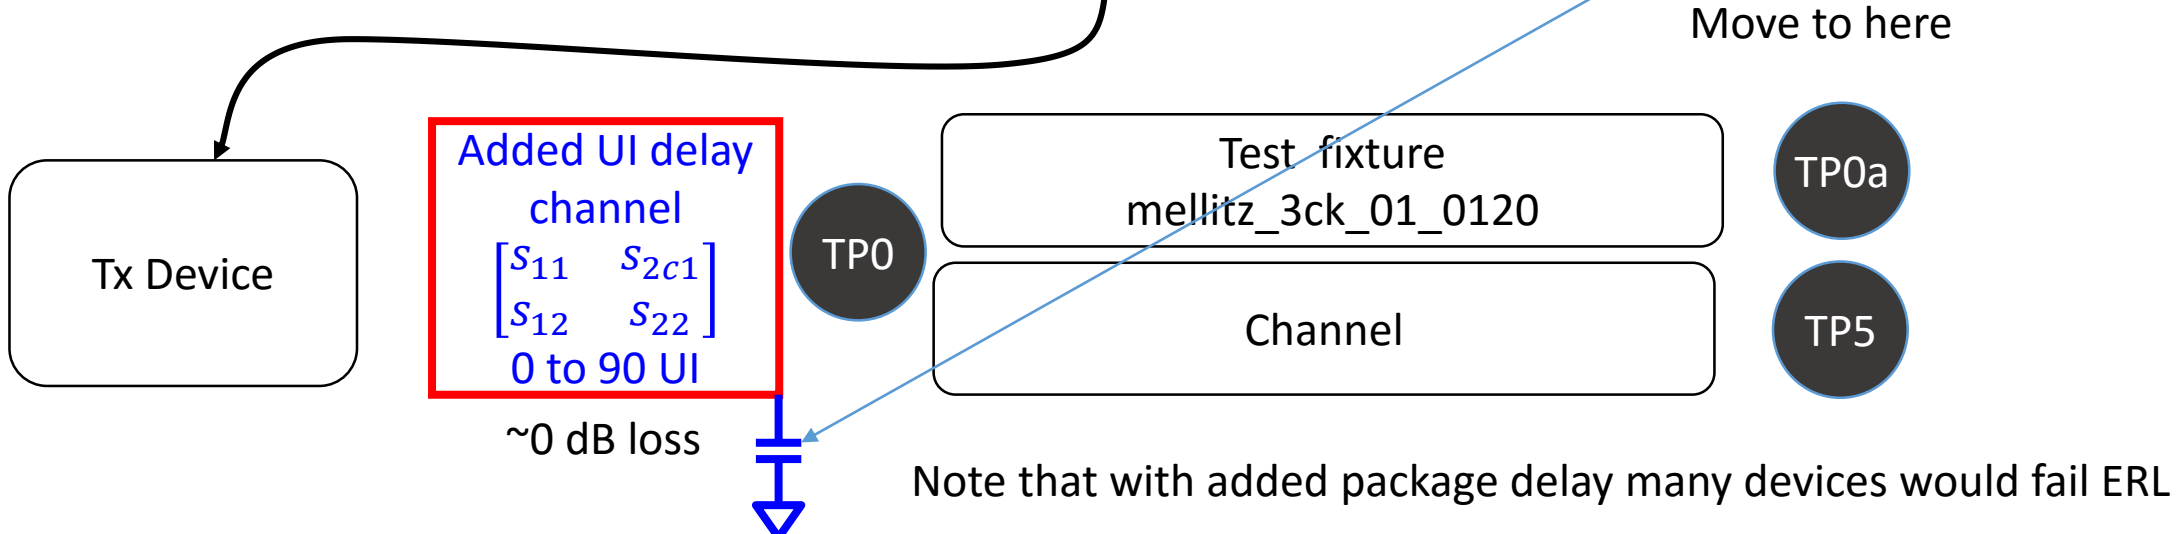 Move to here
Tx Device
Added UI delay
channel
[s11 s2c1]
[s12 s22]
0 to 90 UI
~0 dB loss
TP0
Test fixture
mellitz_3ck_01_0120
Channel
TP0a
TP5
Note that with added package delay many devices would fail ERL